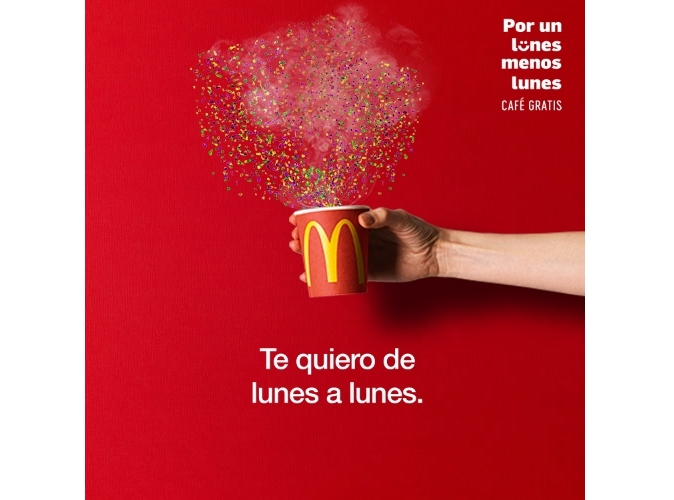 Por un
lunes
menos
lunes
CAFÉ GRATIS
Te quiero de
lunes a lunes.